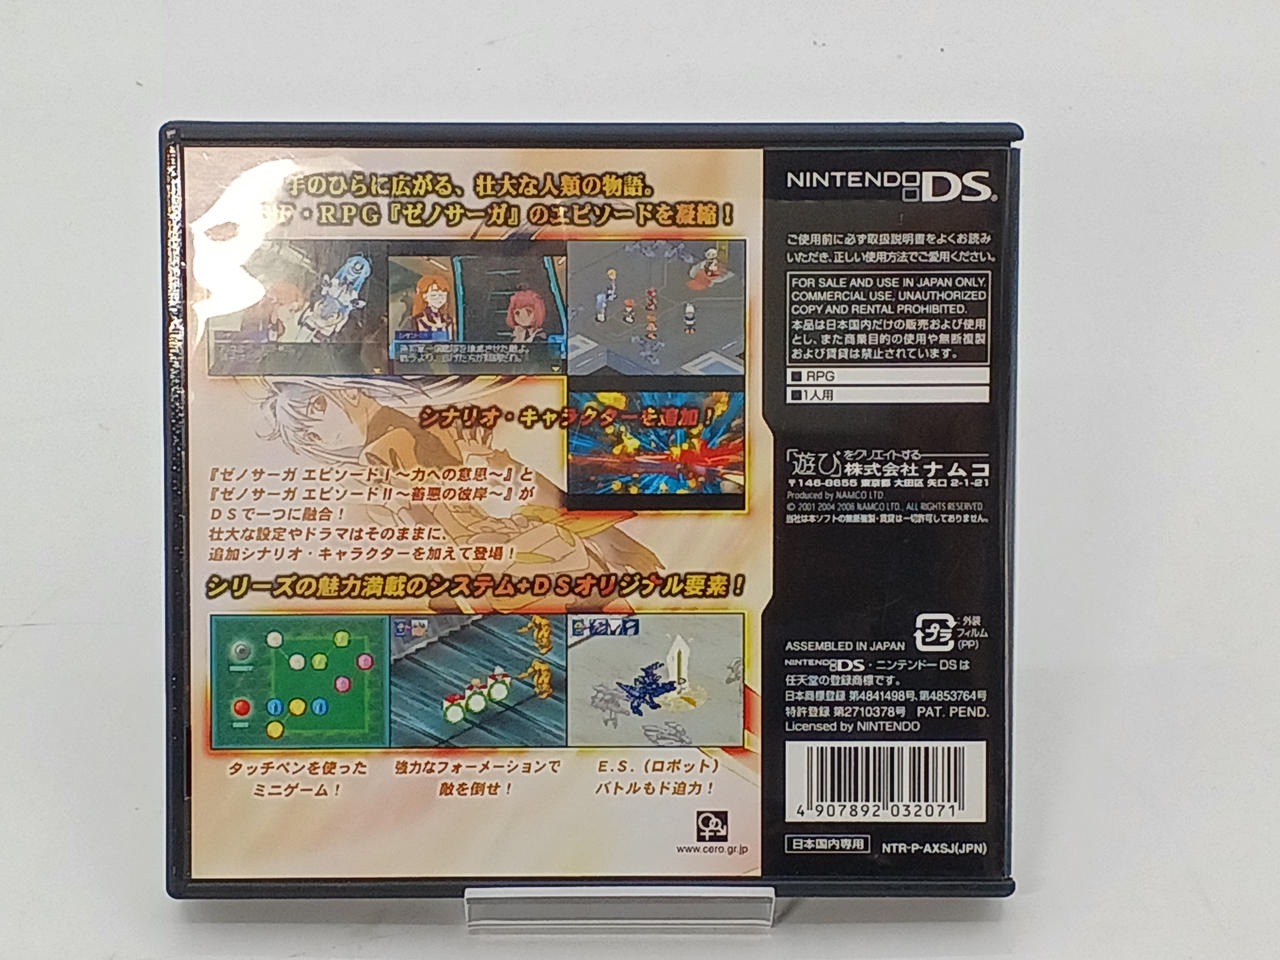 手のひらに広がる、壮大な人類の物語。
SF・RPG『ゼノサーガ』のエピソードを凝縮！
シナリオ・キャラクターを追加！
『ゼノサーガ エピソードⅠ～力への意思～』と
『ゼノサーガ エピソードⅡ～善悪の彼岸～』が
DSで一つに融合！
壮大な設定やドラマはそのままに、
追加シナリオ・キャラクターを加えて登場！
シリーズの魅力満載のシステム+DSオリジナル要素！
タッチペンを使った
ミニゲーム！
強力なフォーメーションで
敵を倒せ！
E.S.（ロボット）
バトルもド迫力！
www.cero.gr.jp
NINTENDO DS
ご使用前に必ず取扱説明書をよくお読み
いただき、正しい使用方法でご愛用ください。
FOR SALE AND USE IN JAPAN ONLY.
COMMERCIAL USE, UNAUTHORIZED
COPY AND RENTAL PROHIBITED.
本品は日本国内だけの販売および使用
とし、また商業目的の使用や無断複製
および賃貸は禁止されています。
RPG
1人用
「遊び」をクリエイトする
株式会社 ナムコ
〒146-8655 東京都 大田区 矢口 2-1-21
Produced by NAMCO LTD.
© 2001 2004 2006 NAMCO LTD., ALL RIGHTS RESERVED.
当社は本ソフトの無断複製・賃貸は一切許可しておりません。
プラ
外装
フィルム
(PP)
ASSEMBLED IN JAPAN
NINTENDO DS・ニンテンドーDSは
任天堂の登録商標です。
日本商標登録 第4841498号、第4853764号
特許登録 第2710378号 PAT. PEND.
Licensed by NINTENDO
4 907892 032071
日本国内専用
NTR-P-AXSJ(JPN)